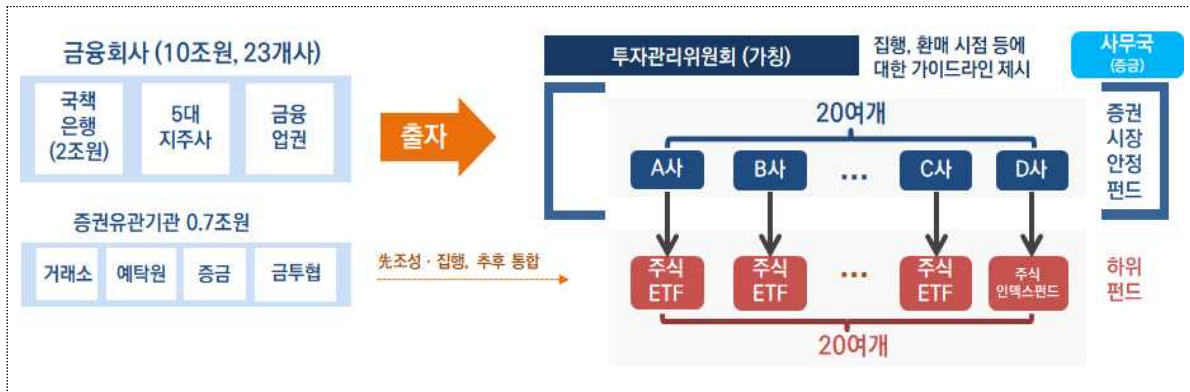 금융회사 (10조원, 23개사)
국책
은행
(2조원)
5대
지주사
금융
업권
출자
증권유관기관 0.7조원
거래소
예탁원
증금
금투협
先조성·집행, 추후 통합
투자관리위원회 (가칭)
집행, 환매 시점 등에
대한 가이드라인 제시
사무국
(증금)
20여개
A사
B사
...
C사
D사
증권
시장
안정
펀드
주식
ETF
주식
ETF
...
주식
ETF
주식
인덱스펀드
하위
펀드
20여개